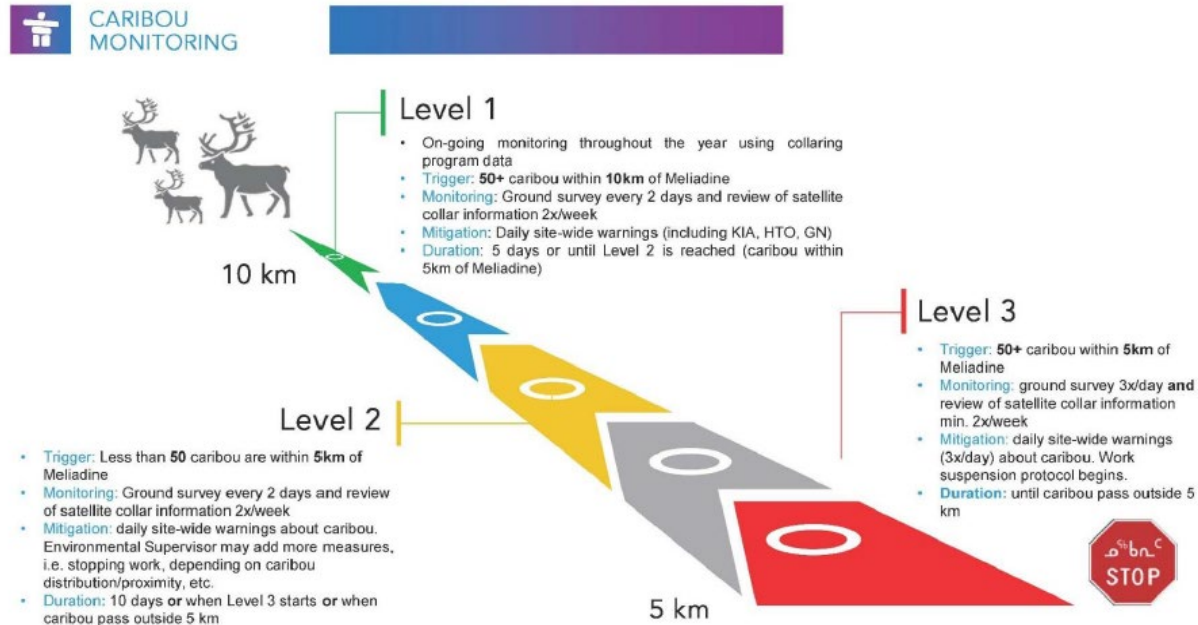 CARIBOU
MONITORING
Level 1
• On-going monitoring throughout the year using collaring
program data
• Trigger: 50+ caribou within 10km of Meliadine
• Monitoring: Ground survey every 2 days and review of satellite
collar information 2x/week
• Mitigation: Daily site-wide warnings (including KIA, HTO, GN)
• Duration: 5 days or until Level 2 is reached (caribou within
5km of Meliadine)
10 km
Level 2
• Trigger: Less than 50 caribou are within 5km of
Meliadine
• Monitoring: Ground survey every 2 days and review
of satellite collar information 2x/week
• Mitigation: daily site-wide warnings about caribou.
Environmental Supervisor may add more measures,
i.e. stopping work, depending on caribou
distribution/proximity, etc.
• Duration: 10 days or when Level 3 starts or when
caribou pass outside 5 km
Level 3
• Trigger: 50+ caribou within 5km of
Meliadine
• Monitoring: ground survey 3x/day and
review of satellite collar information
min. 2x/week
• Mitigation: daily site-wide warnings
(3x/day) about caribou. Work
suspension protocol begins.
• Duration: until caribou pass outside 5
km
5 km
ᓄᖅᑲᕆᑦ
STOP